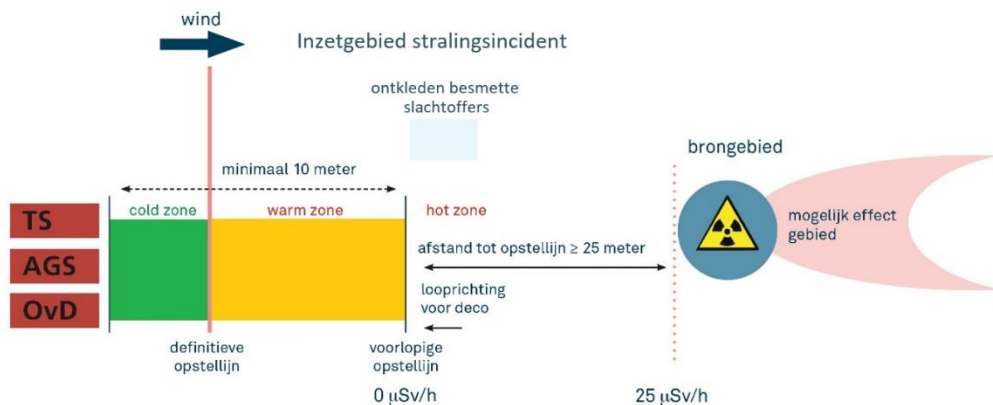 wind
Inzetgebied stralingsincident
ontkleden besmette
slachtoffers
minimaal 10 meter
brongebied
TS
cold zone
warm zone
hot zone
mogelijk effect
gebied
AGS
afstand tot opstellijn ≥ 25 meter
OvD
looprichting
voor deco
definitieve
opstellijn
voorlopige
opstellijn
0 µSv/h
25 µSv/h